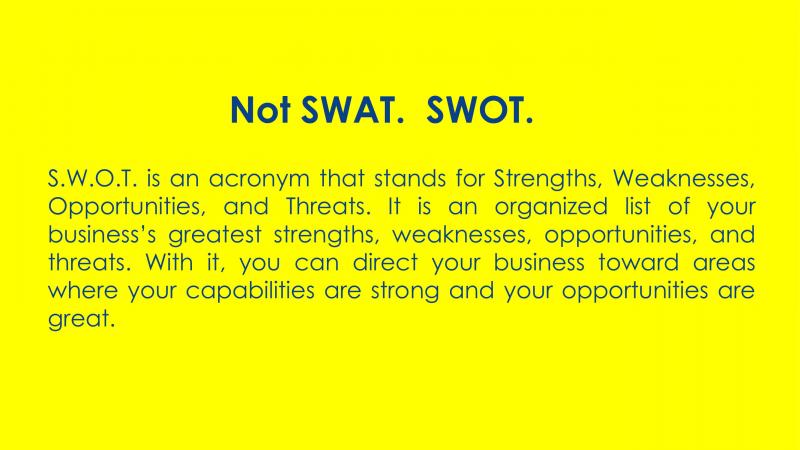 Not SWAT.  SWOT.
S.W.O.T. is an acronym that stands for Strengths, Weaknesses,
Opportunities, and Threats. It is an organized list of your
business’s greatest strengths, weaknesses, opportunities, and
threats. With it, you can direct your business toward areas
where your capabilities are strong and your opportunities are
great.